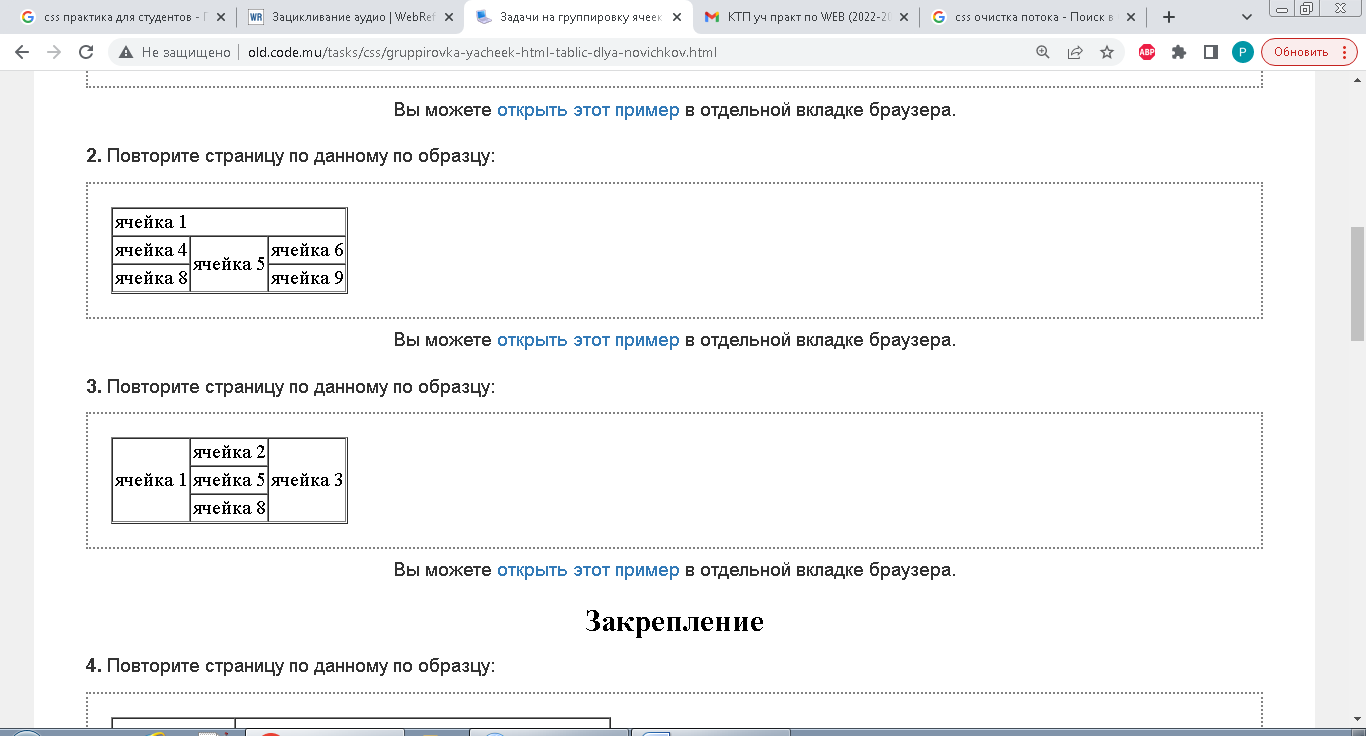 css практика для студентов - Г
Зацикливание аудио | WebRef
Задачи на группировку ячеек
КТП уч практ по WEB (2022-20
css очистка потока - Поиск в
Не защищено
old.code.mu/tasks/css/gruppirovka-yacheek-html-tablic-dlya-novichkov.html
ABP
P
Обновить
Вы можете открыть этот пример в отдельной вкладке браузера.
2. Повторите страницу по данному по образцу:
ячейка 1
ячейка 4
ячейка 5
ячейка 6
ячейка 8
ячейка 9
Вы можете открыть этот пример в отдельной вкладке браузера.
3. Повторите страницу по данному по образцу:
ячейка 1
ячейка 2
ячейка 3
ячейка 5
ячейка 8
Вы можете открыть этот пример в отдельной вкладке браузера.
Закрепление
4. Повторите страницу по данному по образцу: